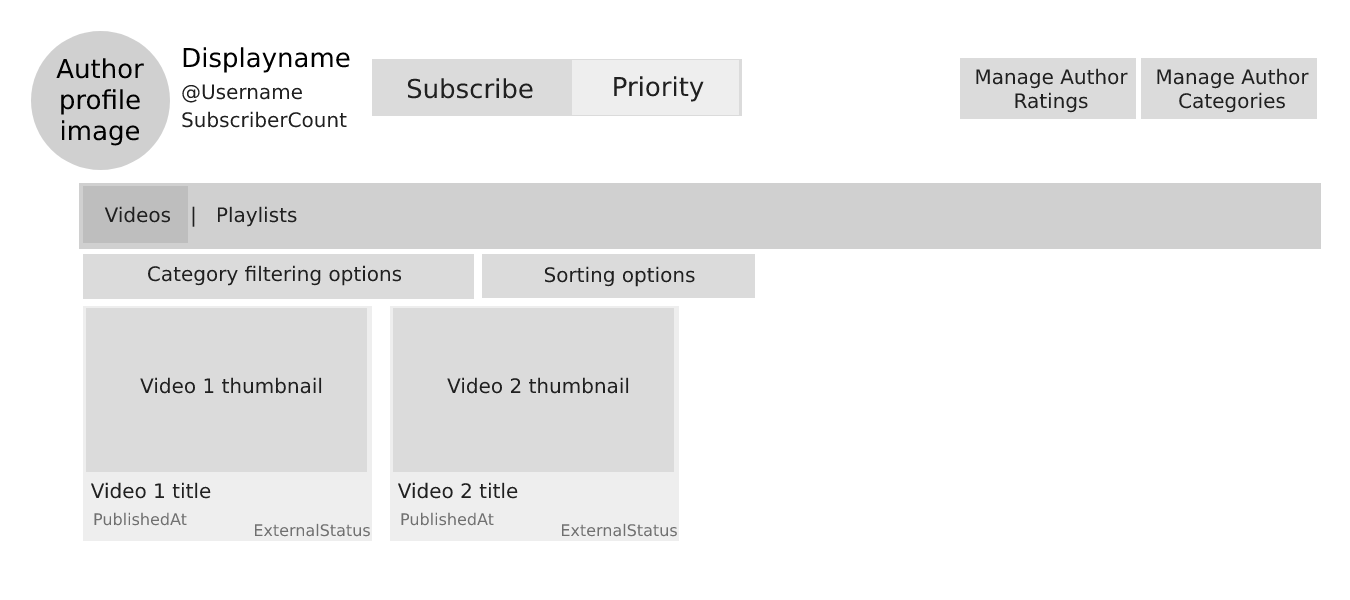 Author
profile
image
Displayname
@Username
SubscriberCount
Subscribe
Priority
Manage Author
Ratings
Manage Author
Categories
Videos | Playlists
Category filtering options
Sorting options
Video 1 thumbnail
Video 1 title
PublishedAt
ExternalStatus
Video 2 thumbnail
Video 2 title
PublishedAt
ExternalStatus